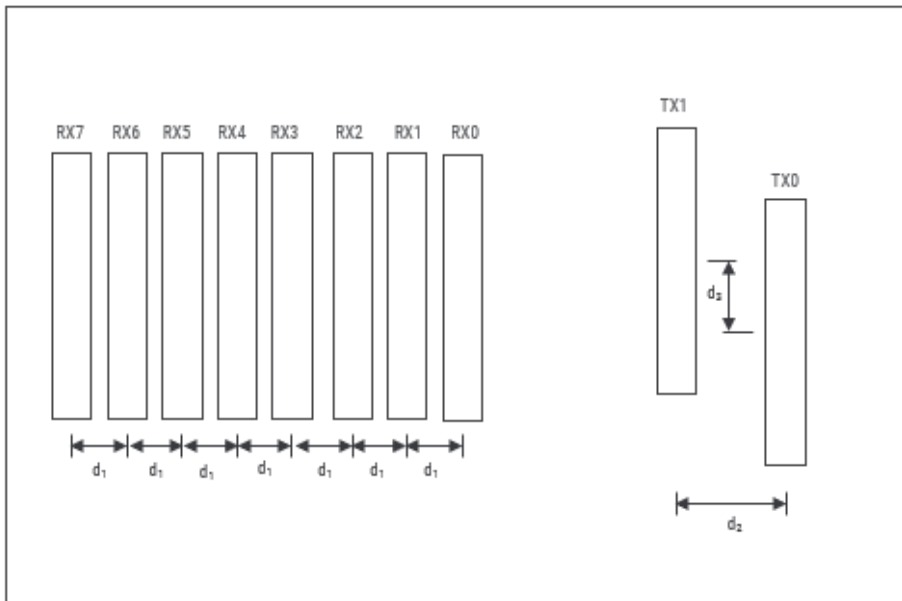 TX1
RX7 RX6 RX5 RX4 RX3 RX2 RX1 RX0
TX0
d₃
d₁ d₁ d₁ d₁ d₁ d₁ d₁
d₂